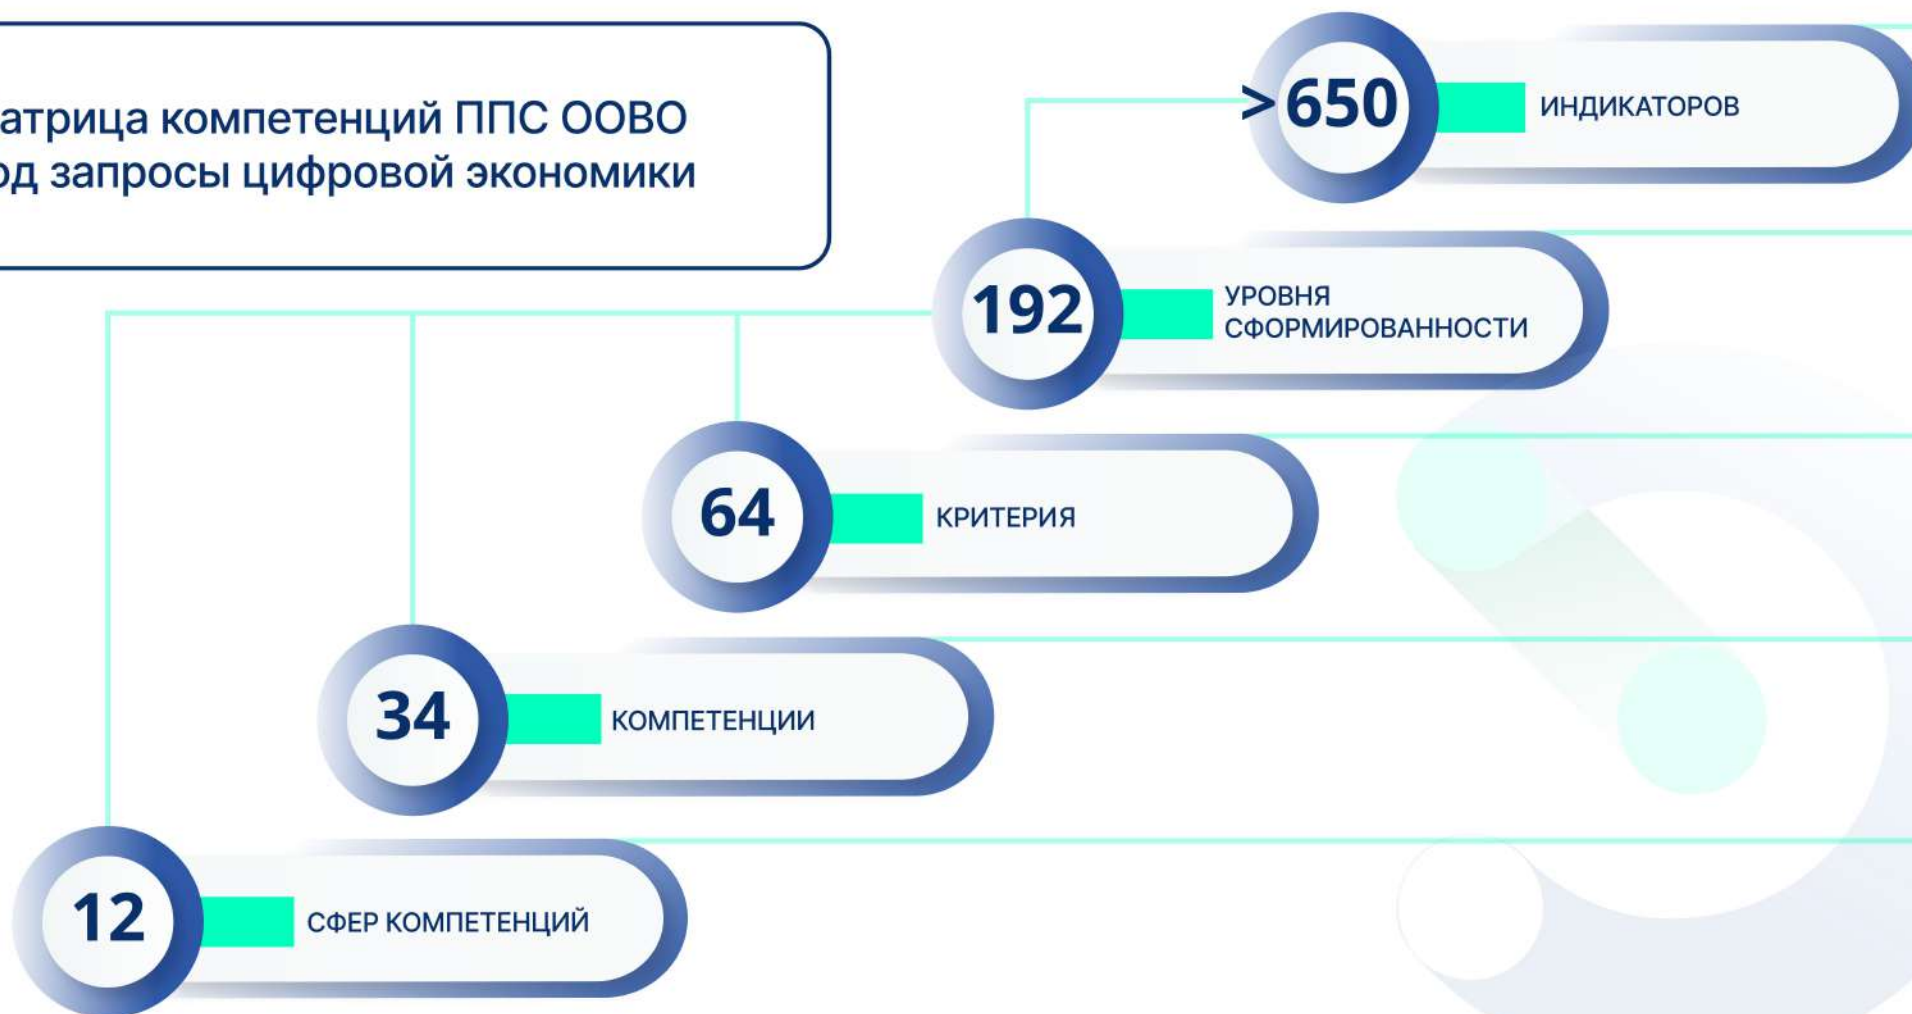 атрица компетенций ППС ООВО
од запросы цифровой экономики
>650
ИНДИКАТОРОВ
192
УРОВНЯ
СФОРМИРОВАННОСТИ
64
КРИТЕРИЯ
34
КОМПЕТЕНЦИИ
12
СФЕР КОМПЕТЕНЦИЙ